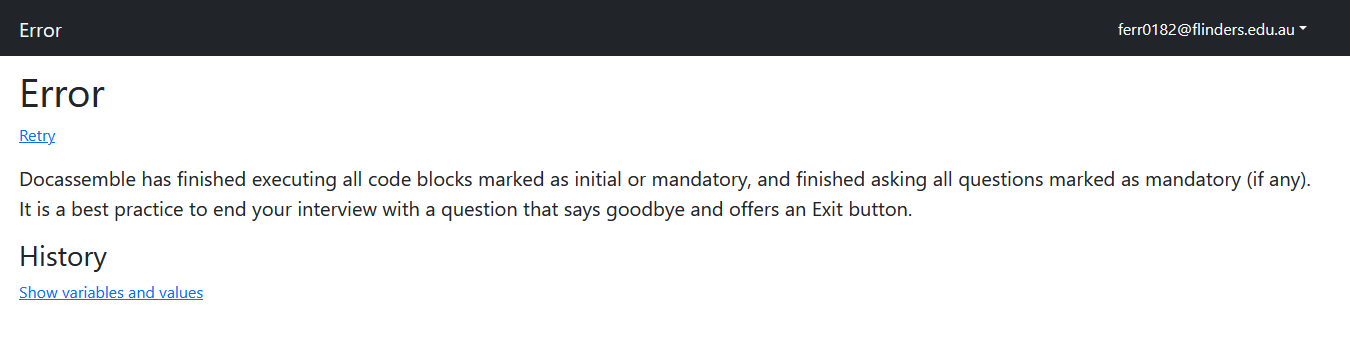 Error
ferr0182@flinders.edu.au
Error
Retry
Docassemble has finished executing all code blocks marked as initial or mandatory, and finished asking all questions marked as mandatory (if any).
It is a best practice to end your interview with a question that says goodbye and offers an Exit button.
History
Show variables and values